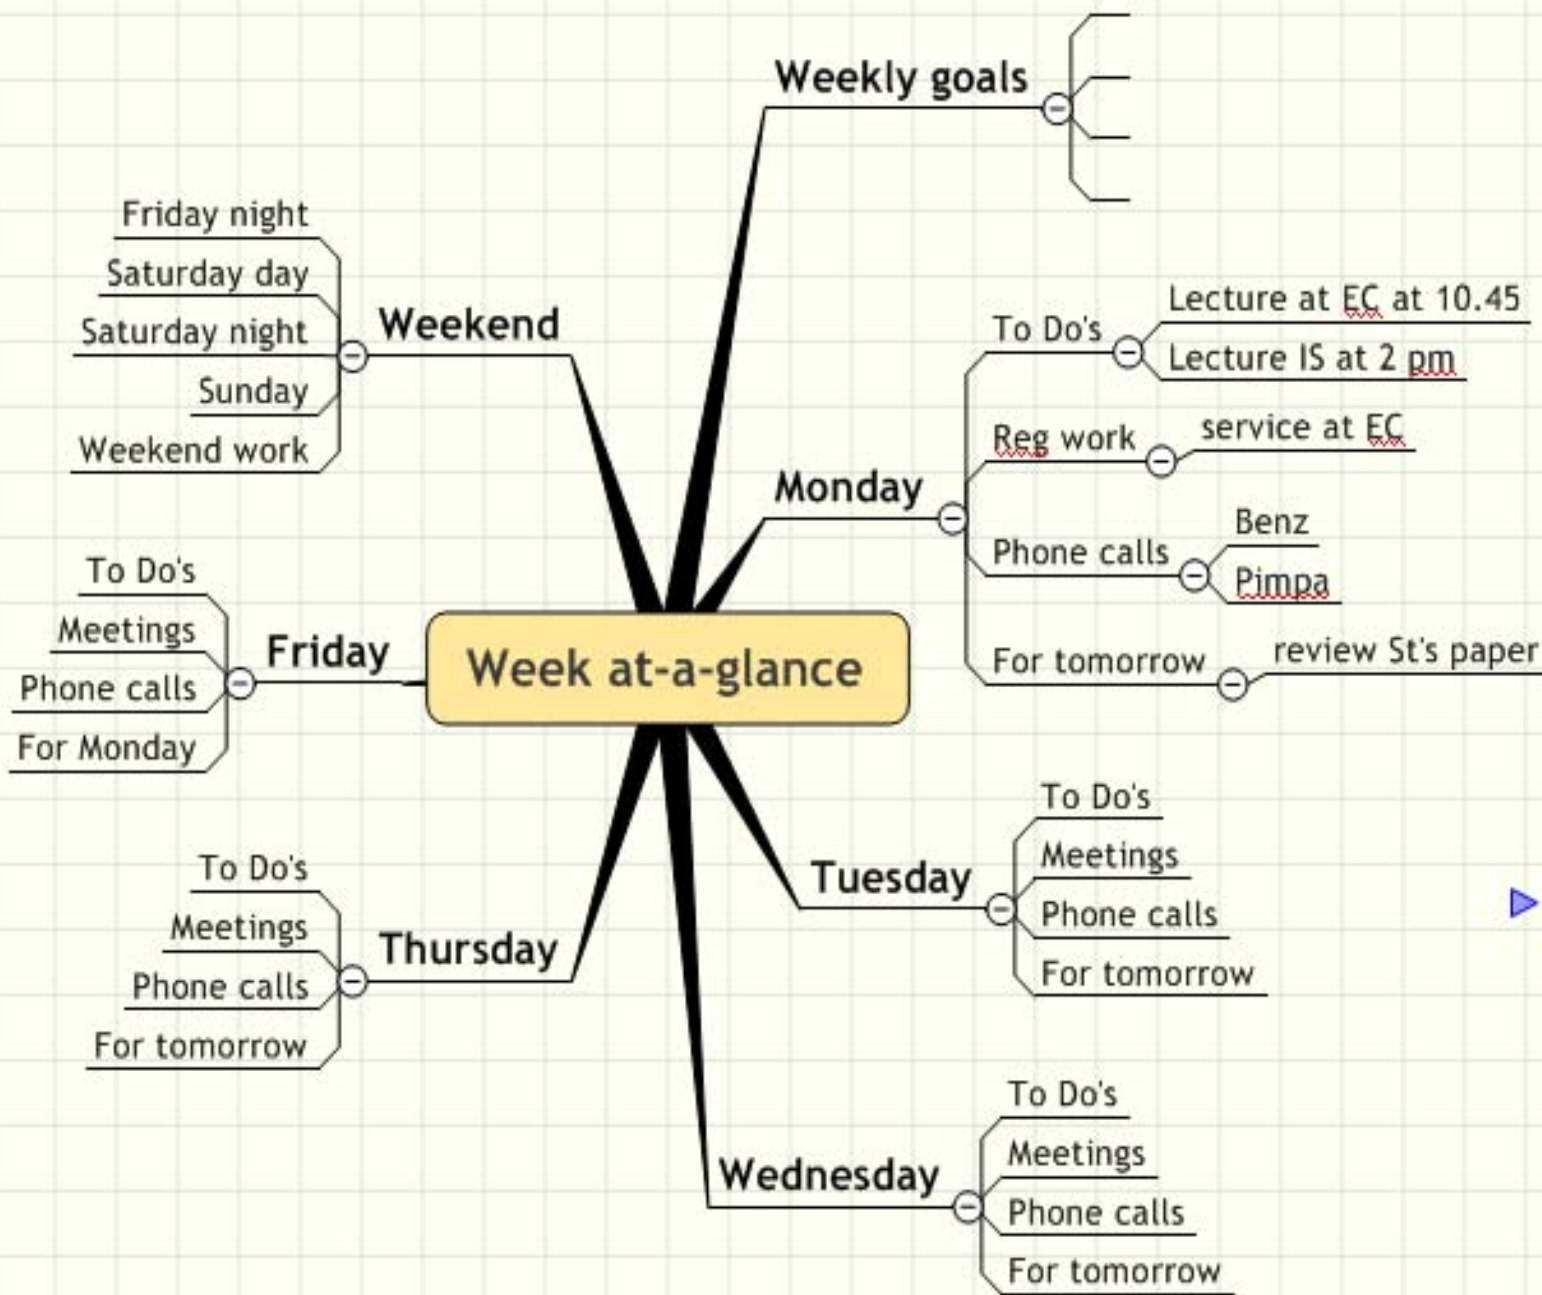 Weekly goals
Friday night
Saturday day
Saturday night
Sunday
Weekend work
Weekend
To Do's
Lecture at EC at 10.45
Lecture IS at 2 pm
Reg work
service at EC
Monday
Phone calls
Benz
Pimpa
For tomorrow
review St's paper
To Do's
Meetings
Phone calls
For Monday
Friday
Week at-a-glance
To Do's
Meetings
Phone calls
For tomorrow
Tuesday
To Do's
Meetings
Phone calls
For tomorrow
Thursday
Wednesday
To Do's
Meetings
Phone calls
For tomorrow